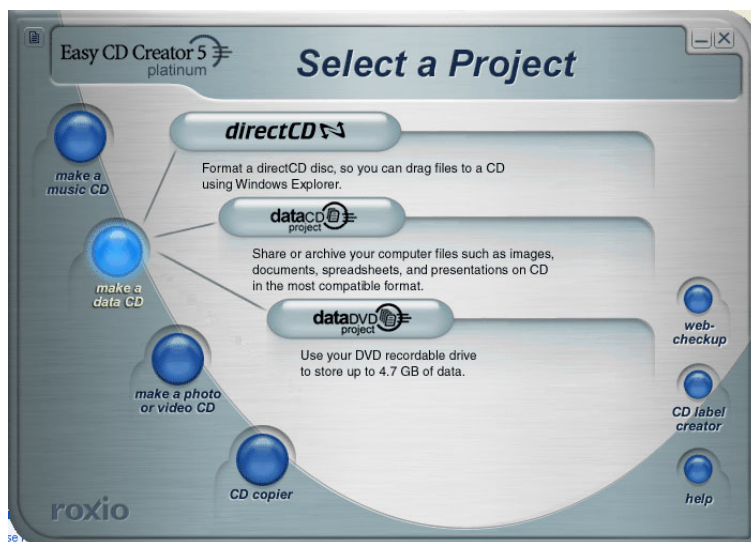 Easy CD Creator 5
platinum
Select a Project
make a
music CD
directCD
Format a directCD disc, so you can drag files to a CD
using Windows Explorer.
make a
data CD
dataCD
project
Share or archive your computer files such as images,
documents, spreadsheets, and presentations on CD
in the most compatible format.
dataDVD
project
Use your DVD recordable drive
to store up to 4.7 GB of data.
make a photo
or video CD
CD copier
web-
checkup
CD label
creator
help
roxio